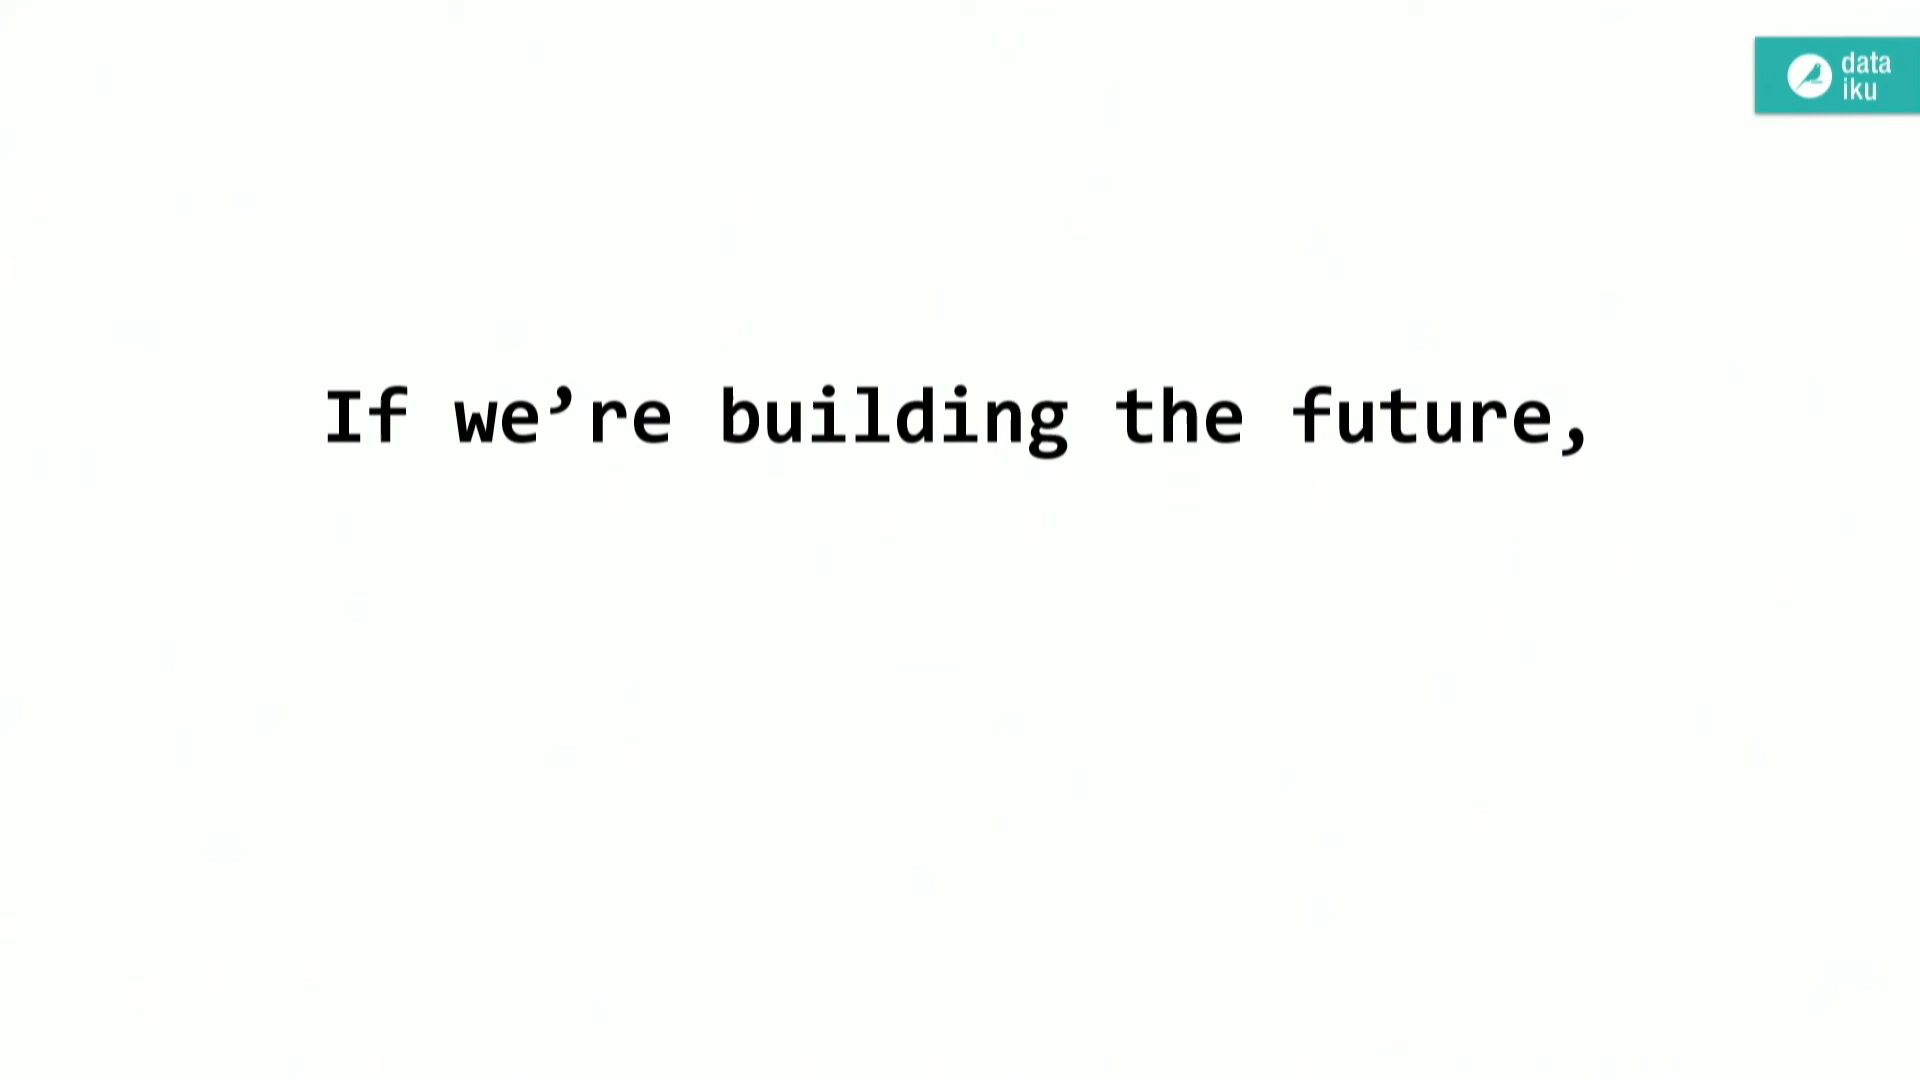 data
iku
If we’re building the future,